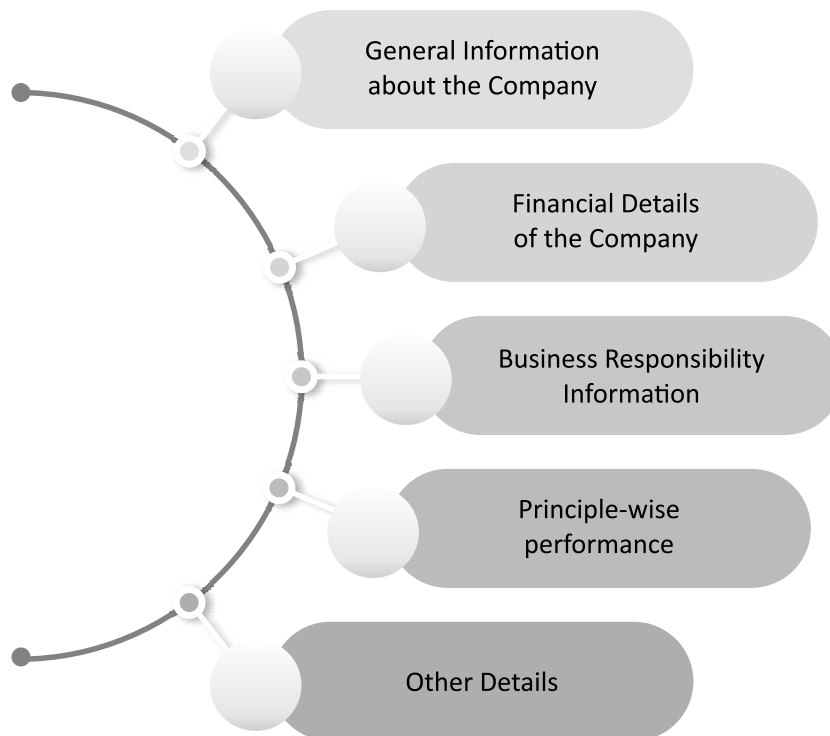 General Information
about the Company
Financial Details
of the Company
Business Responsibility
Information
Principle-wise
performance
Other Details